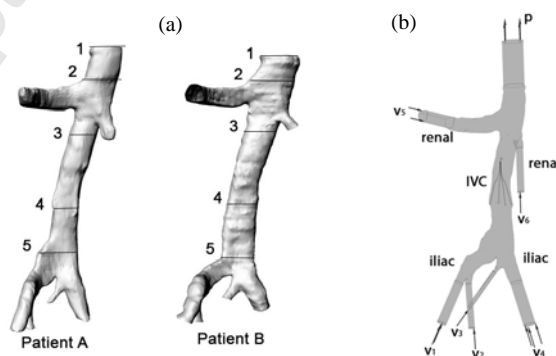 (a)
1
2
3
4
5
Patient A
1
2
3
4
5
Patient B
(b)
p
v5
renal
rena
IVC
v6
iliac
iliac
v3
v1
v2
v4